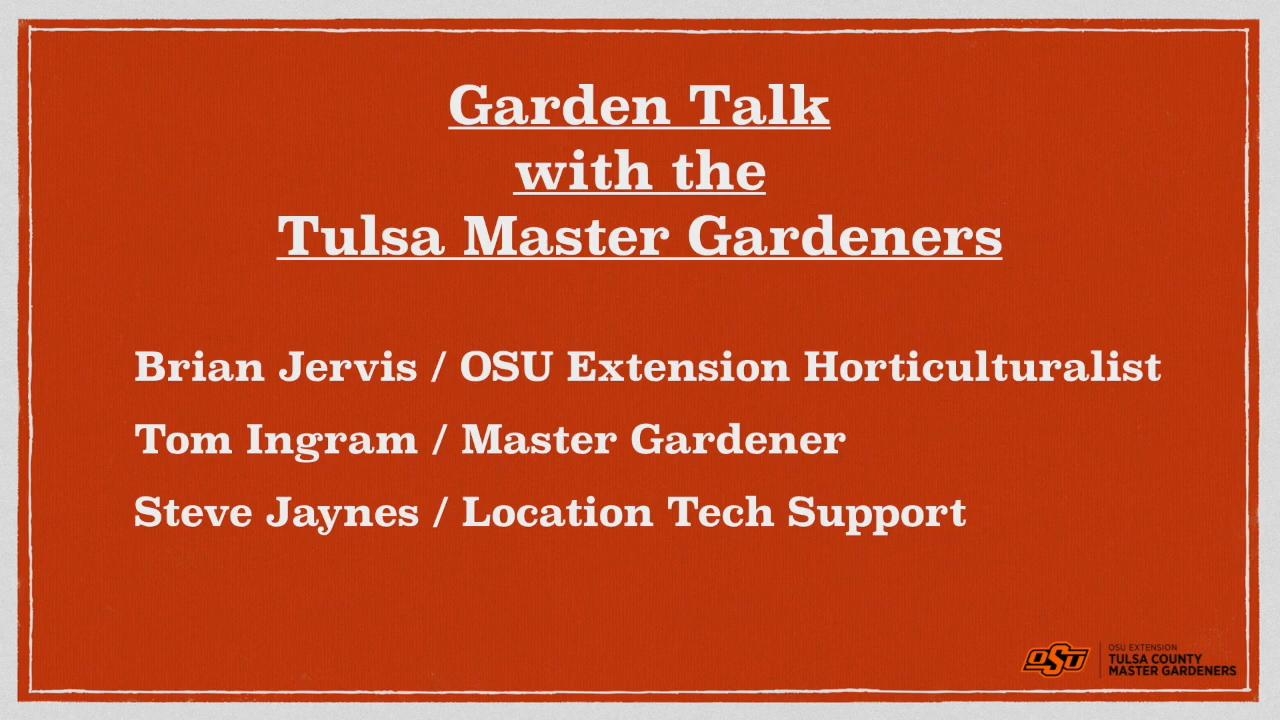 Garden Talk
with the
Tulsa Master Gardeners
Brian Jervis / OSU Extension Horticulturalist
Tom Ingram / Master Gardener
Steve Jaynes / Location Tech Support
OSU
OSU EXTENSION
TULSA COUNTY
MASTER GARDENERS